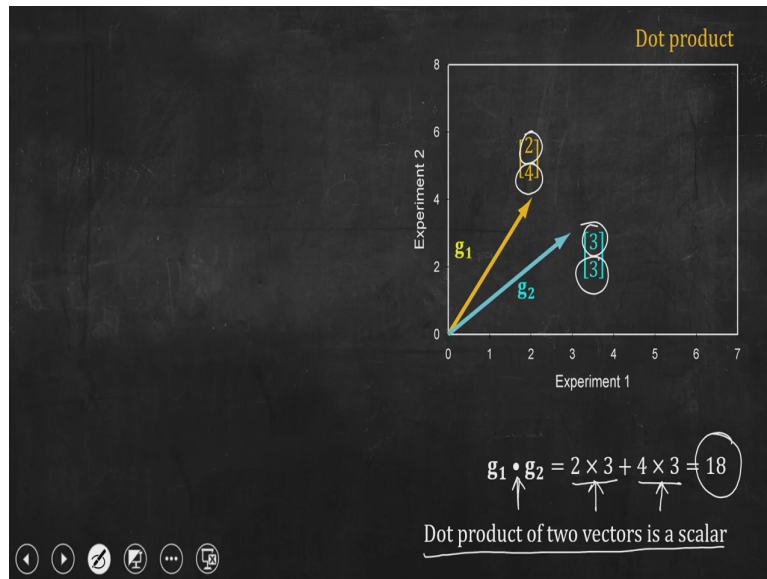 Dot product
8
6
4
2
0
Experiment 2
[2]
[4]
g₁
[3]
[3]
g₂
0 1 2 3 4 5 6 7
Experiment 1
g₁ • g₂ = 2 × 3 + 4 × 3 = 18
Dot product of two vectors is a scalar